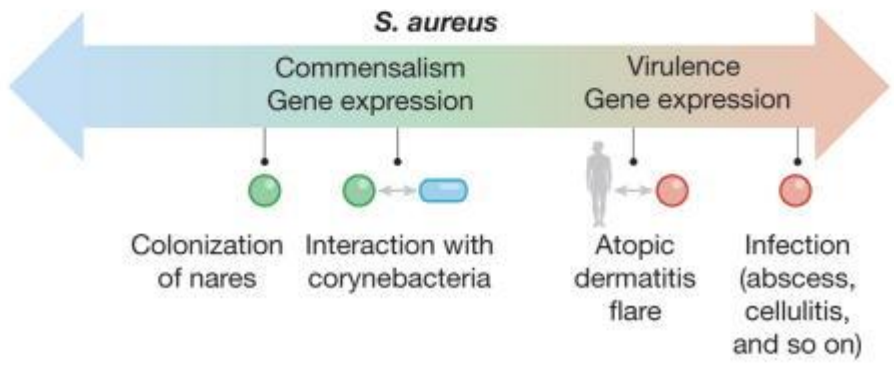 S. aureus
Commensalism
Gene expression
Virulence
Gene expression
Colonization
of nares
Interaction with
corynebacteria
Atopic
dermatitis
flare
Infection
(abscess,
cellulitis,
and so on)